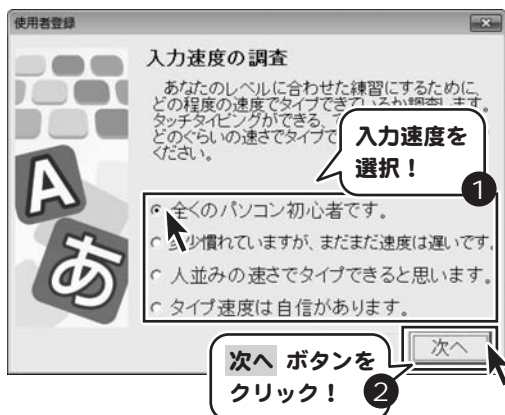 使用者登録
入力速度の調査
あなたのレベルに合わせた練習にするために、
どの程度の速度でタイプできているか調査します。
タッチタイピングができる、
どのぐらいの速さでタイプで
ください。
入力速度を
選択！
1
全くのパソコン初心者です。
慣れていますが、まだまだ速度は遅いです。
人並みの速さでタイプできると思います。
タイプ速度は自信があります。
次へ
次へ ボタンを
クリック！
2
A
あ